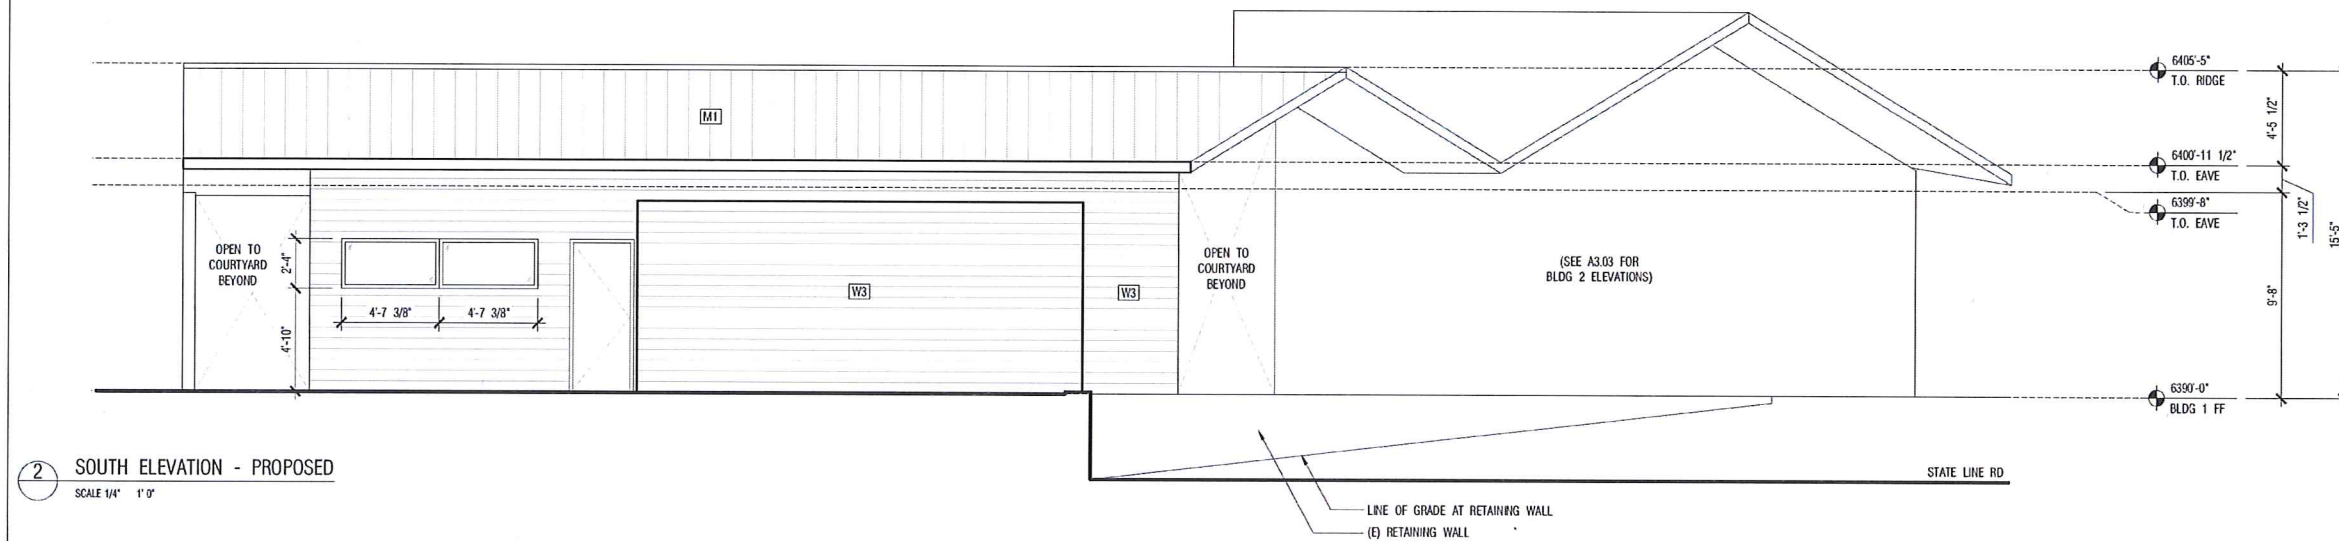 6405'-5"
T.O. RIDGE
4'-5 1/2"
M1
6400'-11 1/2"
T.O. EAVE
6399'-8"
T.O. EAVE
1'-3 1/2"
15'-5"
OPEN TO
COURTYARD
BEYOND
2'-4"
4'-7 3/8"
4'-7 3/8"
4'-10"
W3
W3
OPEN TO
COURTYARD
BEYOND
(SEE A3.03 FOR
BLDG 2 ELEVATIONS)
9'-8"
6390'-0"
BLDG 1 FF
2
SOUTH ELEVATION - PROPOSED
SCALE 1/4" 1' 0"
STATE LINE RD
LINE OF GRADE AT RETAINING WALL
(E) RETAINING WALL